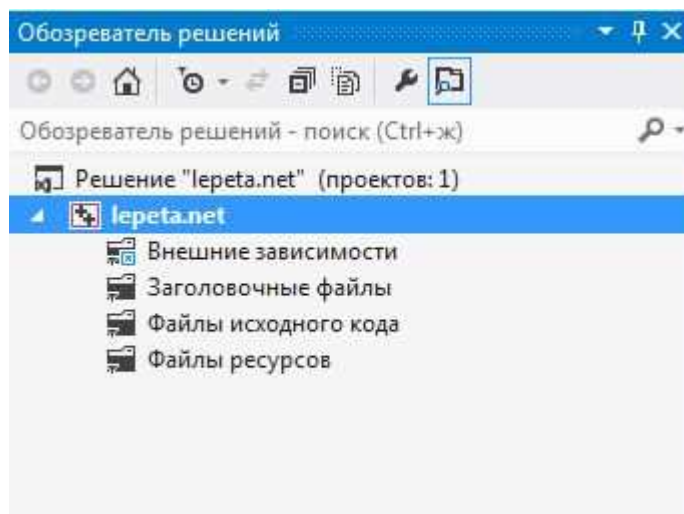 Обозреватель решений
Обозреватель решений - поиск (Ctrl+ж)
Решение "lepeta.net" (проектов: 1)
lepeta.net
Внешние зависимости
Заголовочные файлы
Файлы исходного кода
Файлы ресурсов